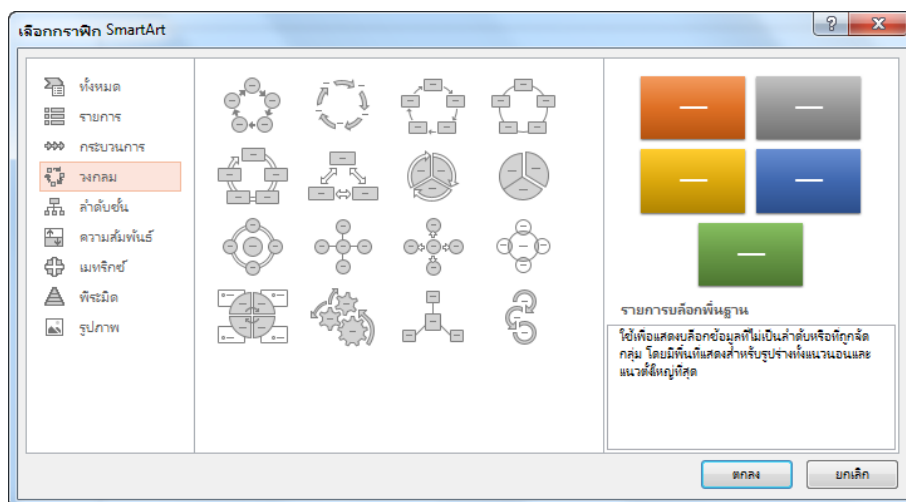 เลือกกราฟิก SmartArt
ทั้งหมด
รายการ
กระบวนการ
วงกลม
ลำดับชั้น
ความสัมพันธ์
เมทริกซ์
พีระมิด
รูปภาพ
รายการบล็อกพื้นฐาน
ใช้เพื่อแสดงบล็อกข้อมูลที่ไม่เป็นลำดับหรือที่ถูกจัด
กลุ่ม โดยมีพื้นที่แสดงสำหรับรูปร่างทั้งแนวนอนและ
แนวตั้งใหญ่ที่สุด
ตกลง
ยกเลิก